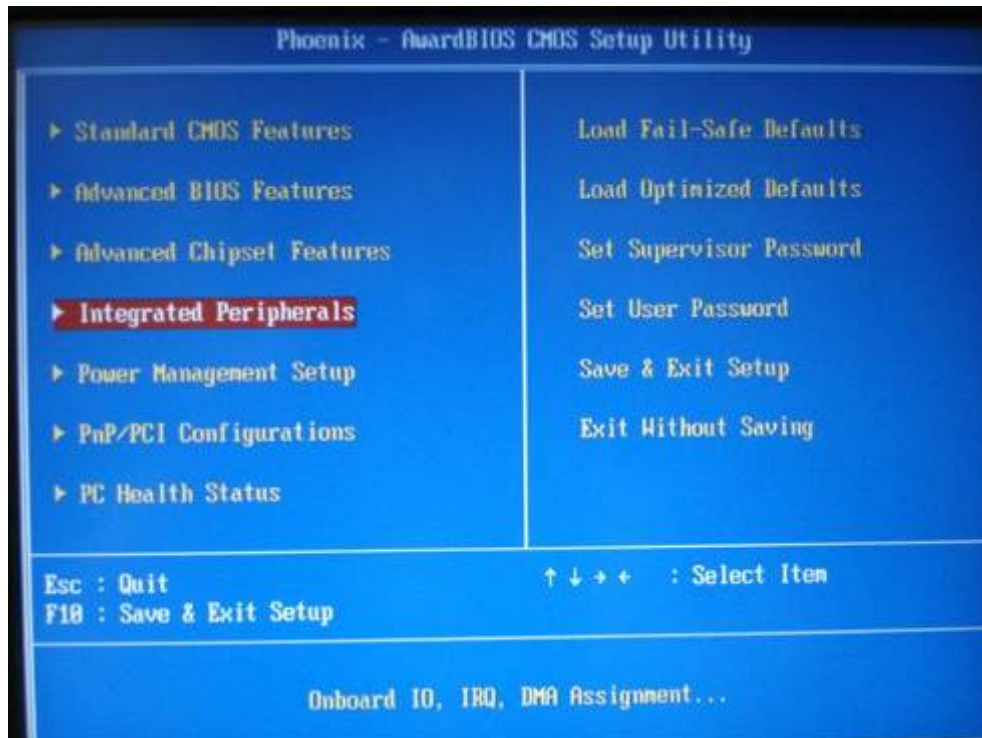 Phoenix - AwardBIOS CMOS Setup Utility
▶ Standard CMOS Features
▶ Advanced BIOS Features
▶ Advanced Chipset Features
▶ Integrated Peripherals
▶ Power Management Setup
▶ PnP/PCI Configurations
▶ PC Health Status
Load Fail-Safe Defaults
Load Optimized Defaults
Set Supervisor Password
Set User Password
Save & Exit Setup
Exit Without Saving
Esc : Quit
F10 : Save & Exit Setup
↑ ↓ → ← : Select Item
Onboard IO, IRQ, DMA Assignment...